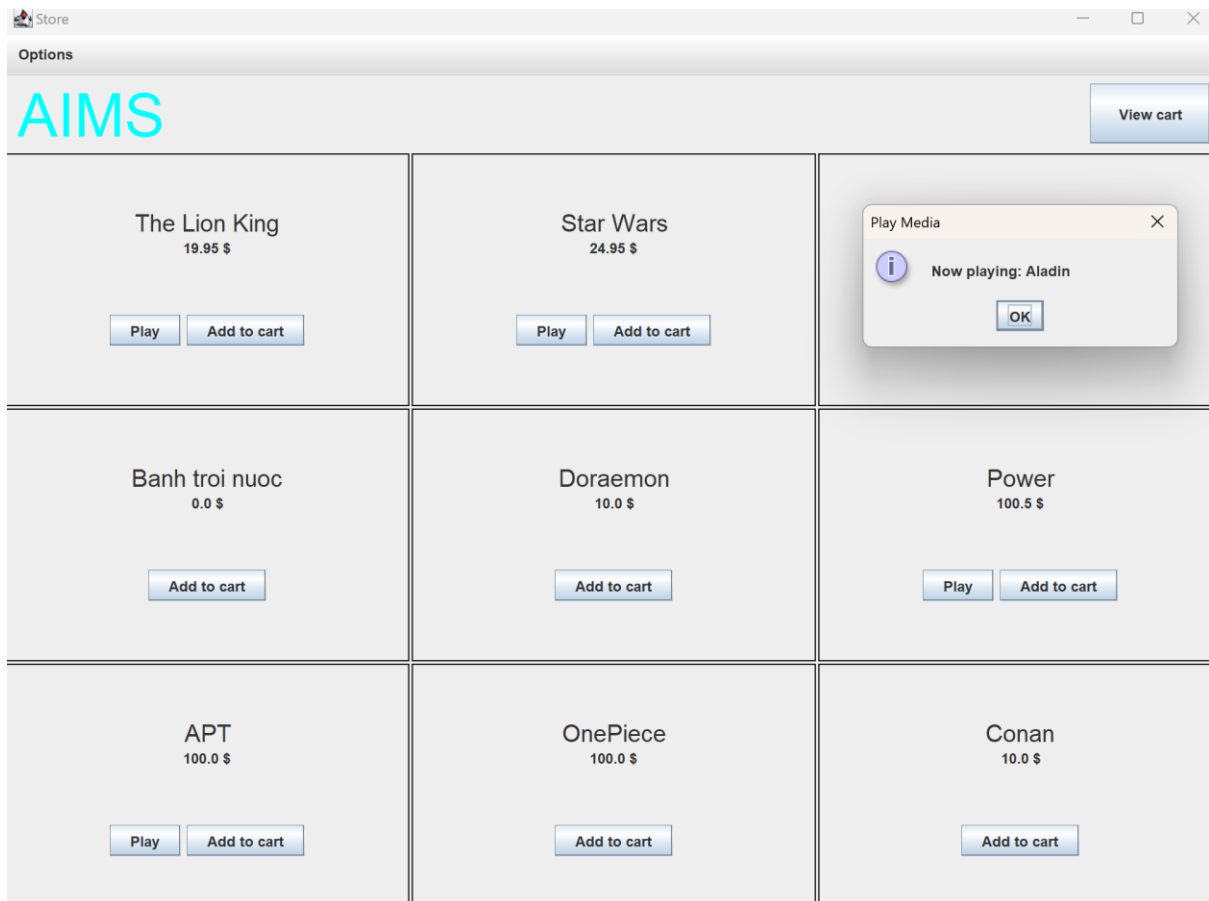 Store
Options
AIMS
View cart
The Lion King
19.95 $
Play Add to cart
Star Wars
24.95 $
Play Add to cart
Play Media
i
Now playing: Aladin
OK
Banh troi nuoc
0.0 $
Add to cart
Doraemon
10.0 $
Add to cart
Power
100.5 $
Play Add to cart
APT
100.0 $
Play Add to cart
OnePiece
100.0 $
Add to cart
Conan
10.0 $
Add to cart